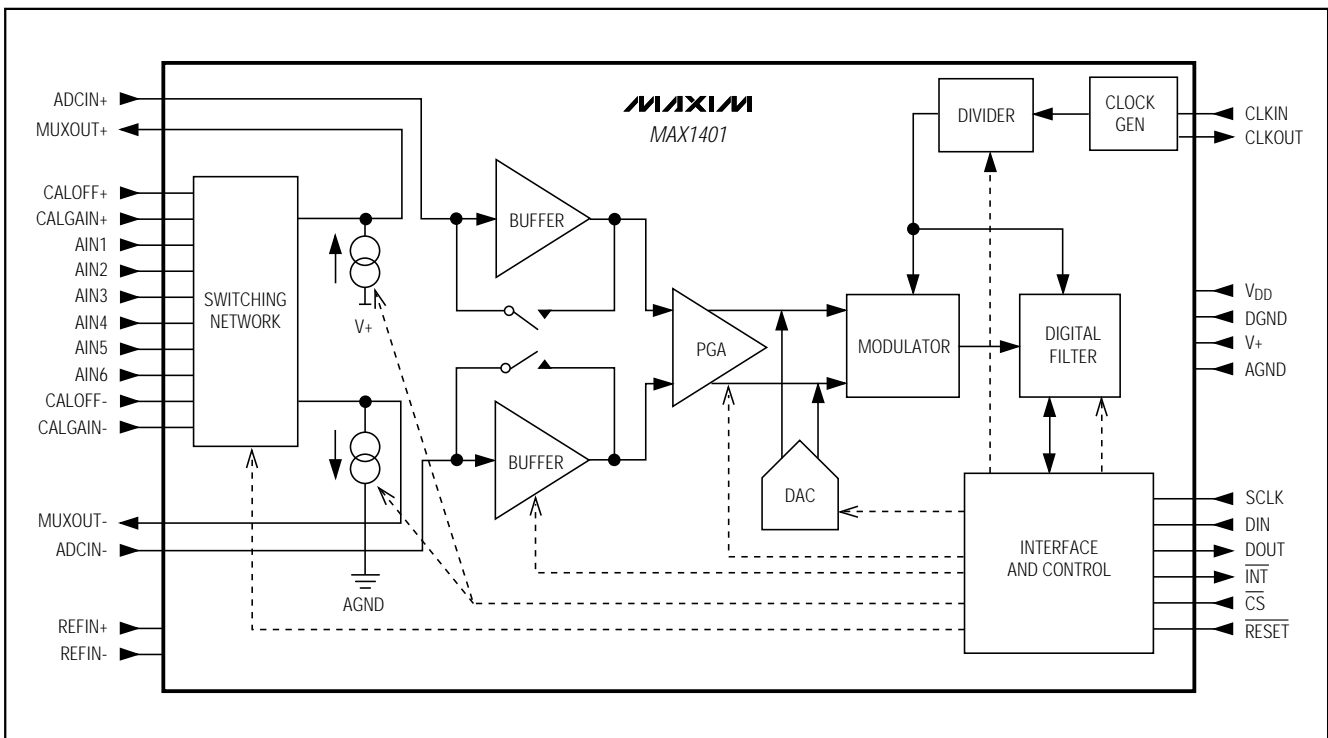 MAXIM
MAX1401
ADCIN+
MUXOUT+
CALOFF+
CALGAIN+
AIN1
AIN2
AIN3
AIN4
AIN5
AIN6
CALOFF-
CALGAIN-
MUXOUT-
ADCIN-
REFIN+
REFIN-
SWITCHING
NETWORK
V+
AGND
BUFFER
BUFFER
PGA
DAC
MODULATOR
DIVIDER
CLOCK
GEN
DIGITAL
FILTER
INTERFACE
AND CONTROL
CLKIN
CLKOUT
VDD
DGND
V+
AGND
SCLK
DIN
DOUT
INT
CS
RESET